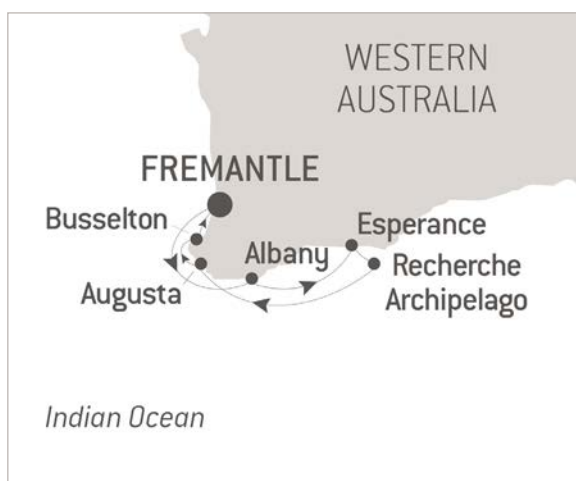 WESTERN
AUSTRALIA
FREMANTLE
Busselton
Esperance
Albany
Augusta
Recherche
Archipelago
Indian Ocean